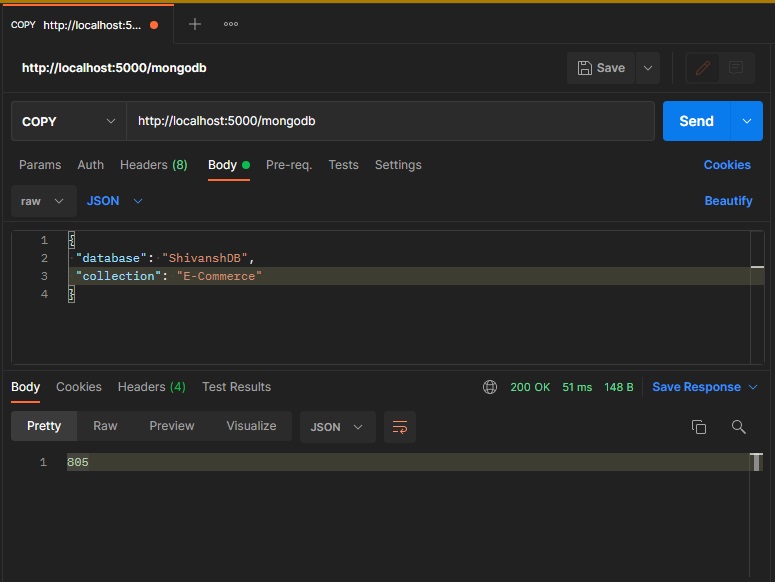 COPY http://localhost:5...
http://localhost:5000/mongodb
Save
COPY http://localhost:5000/mongodb Send
Params Auth Headers (8) Body Pre-req. Tests Settings Cookies
raw JSON Beautify
1 {
2 "database": "ShivanshDB",
3 "collection": "E-Commerce"
4 }
Body Cookies Headers (4) Test Results 200 OK 51 ms 148 B Save Response
Pretty Raw Preview Visualize JSON
1 805